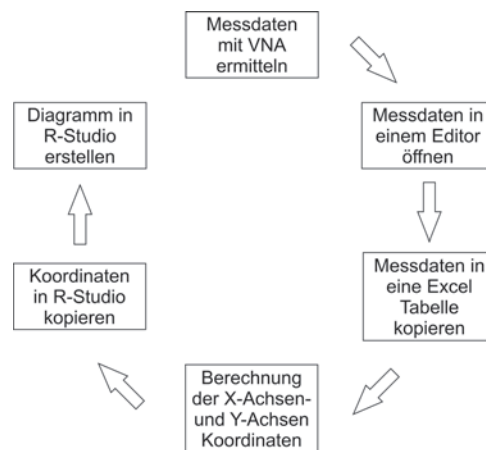 Messdaten
mit VNA
ermitteln
Messdaten in
einem Editor
öffnen
Messdaten in
eine Excel
Tabelle
kopieren
Berechnung
der X-Achsen-
und Y-Achsen
Koordinaten
Koordinaten
in R-Studio
kopieren
Diagramm in
R-Studio
erstellen